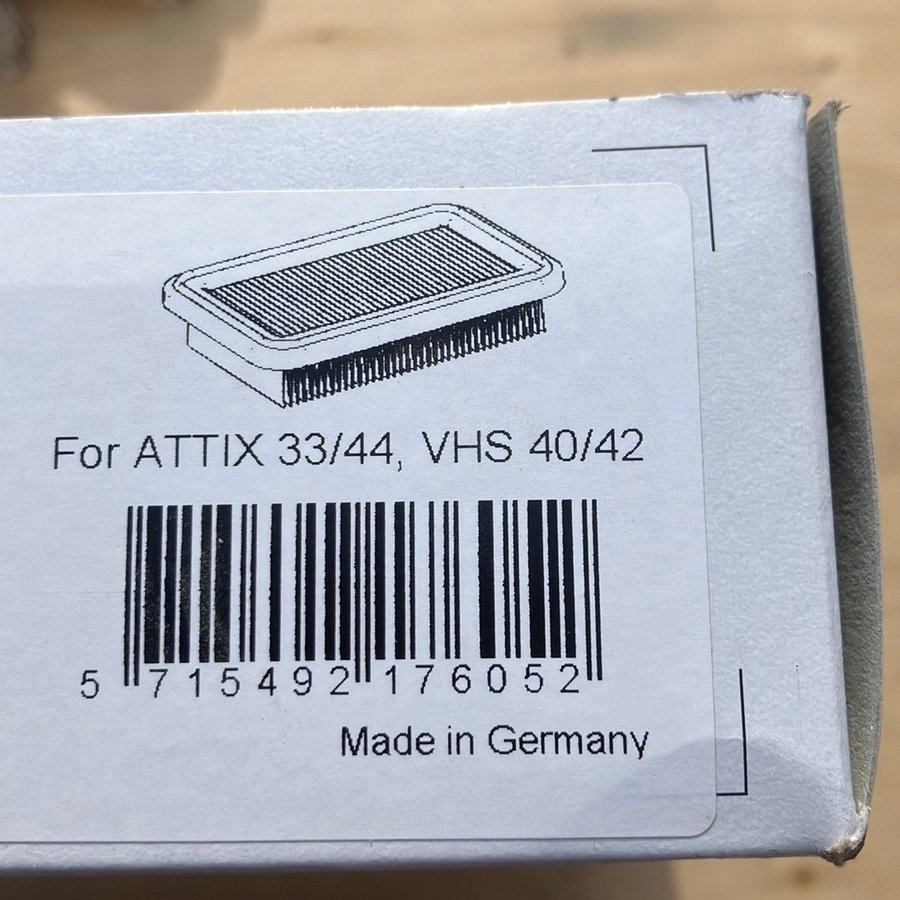 For ATTIX 33/44, VHS 40/42
5 715492 176052
Made in Germany